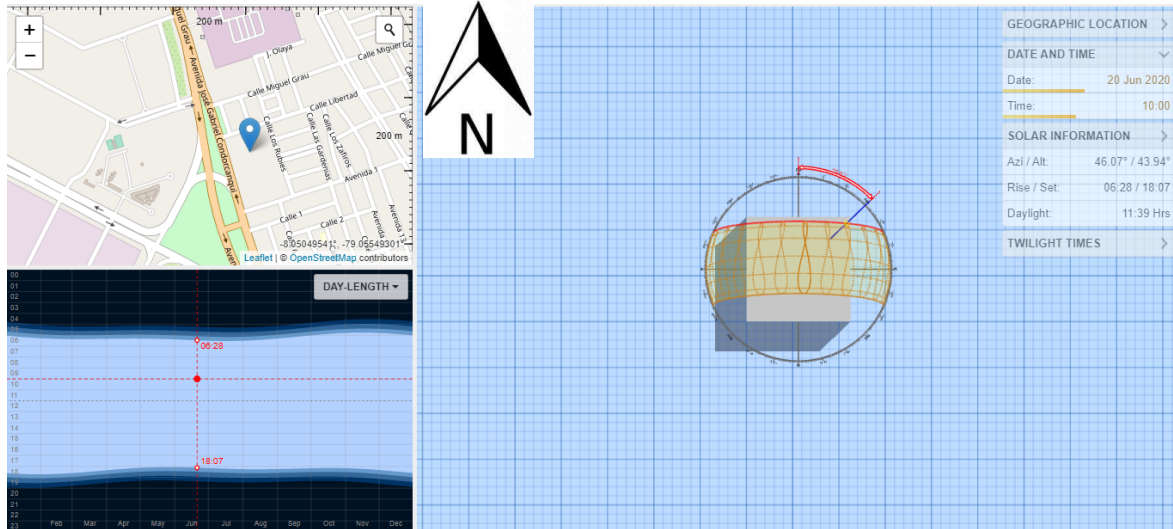 +
−
200 m
200 m
Miguel Grau
J. Olaya
Calle Miguel Gr
Calle Miguel Grau
Calle Libertad
Avenida José Gabriel Condorcanqui
Calle Los Rubies
Calle Las Gardenias
Calle Los Zafiros
Avenida 1
Calle 1
Calle 2
Aven
-8.05049541°, -79.05549301°
Leaflet | © OpenStreetMap contributors
N
GEOGRAPHIC LOCATION
DATE AND TIME
Date: 20 Jun 2020
Time: 10:00
SOLAR INFORMATION
Azi / Alt: 46.07° / 43.94°
Rise / Set: 06:28 / 18:07
Daylight: 11:39 Hrs
TWILIGHT TIMES
DAY-LENGTH
00
01
02
03
04
05
06
07
08
09
10
11
12
13
14
15
16
17
18
19
20
21
22
23
06:28
18:07
Feb Mar Apr May Jun Jul Aug Sep Oct Nov Dec